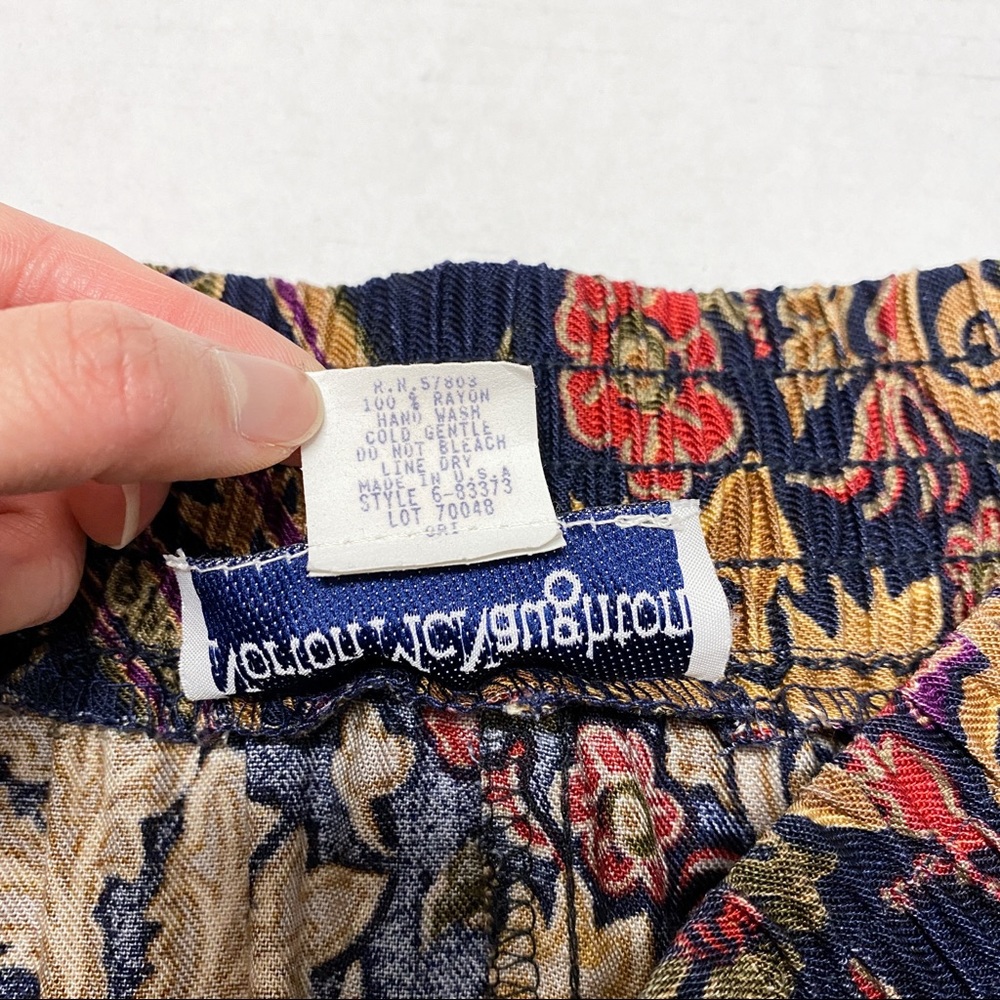 R.N.57803
100 % RAYON
HAND WASH
COLD GENTLE
DO NOT BLEACH
LINE DRY
MADE IN U.S.A
STYLE 6-83373
LOT 70048
Norton McNaughton